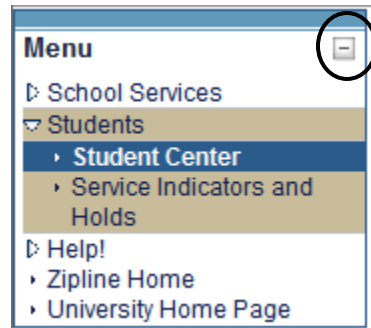 Menu
School Services
Students
Student Center
Service Indicators and
Holds
Help!
Zipline Home
University Home Page